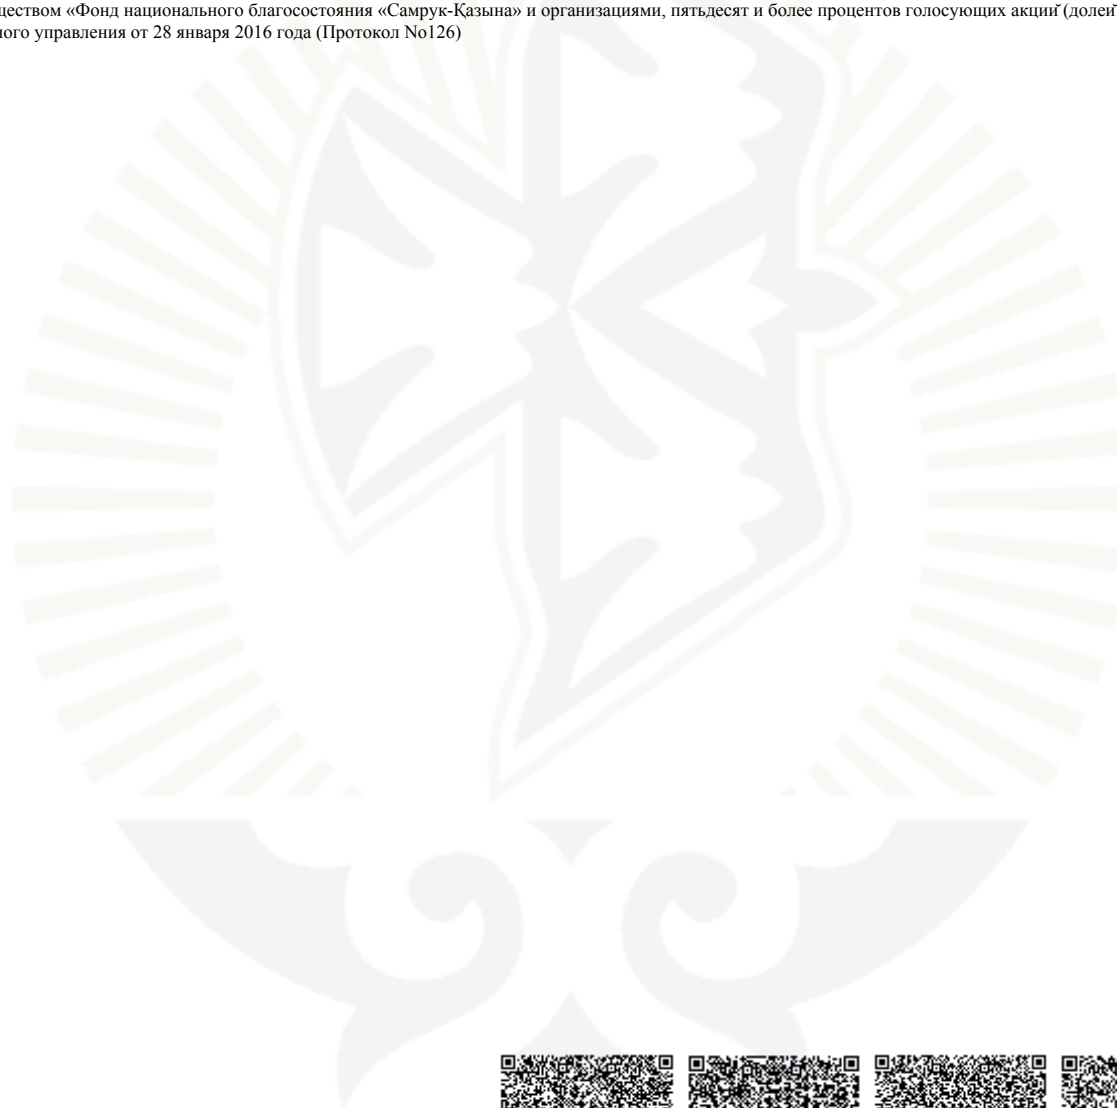 ществом «Фонд национального благосостояния «Самрук-Қазына» и организациями, пятьдесят и более процентов голосующих акций (долей
ного управления от 28 января 2016 года (Протокол No126)